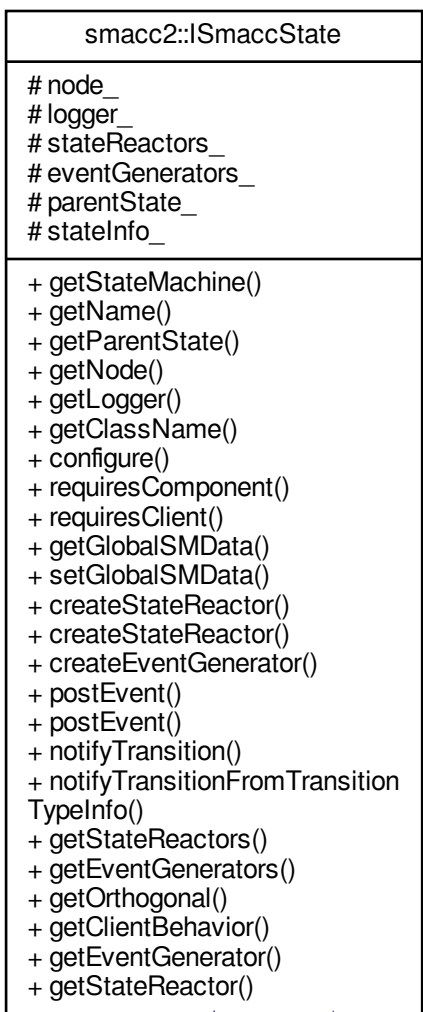 smacc2::ISmaccState
# node_
# logger_
# stateReactors_
# eventGenerators_
# parentState_
# stateInfo_
+ getStateMachine()
+ getName()
+ getParentState()
+ getNode()
+ getLogger()
+ getClassName()
+ configure()
+ requiresComponent()
+ requiresClient()
+ getGlobalSMData()
+ setGlobalSMData()
+ createStateReactor()
+ createStateReactor()
+ createEventGenerator()
+ postEvent()
+ postEvent()
+ notifyTransition()
+ notifyTransitionFromTransition
TypeInfo()
+ getStateReactors()
+ getEventGenerators()
+ getOrthogonal()
+ getClientBehavior()
+ getEventGenerator()
+ getStateReactor()